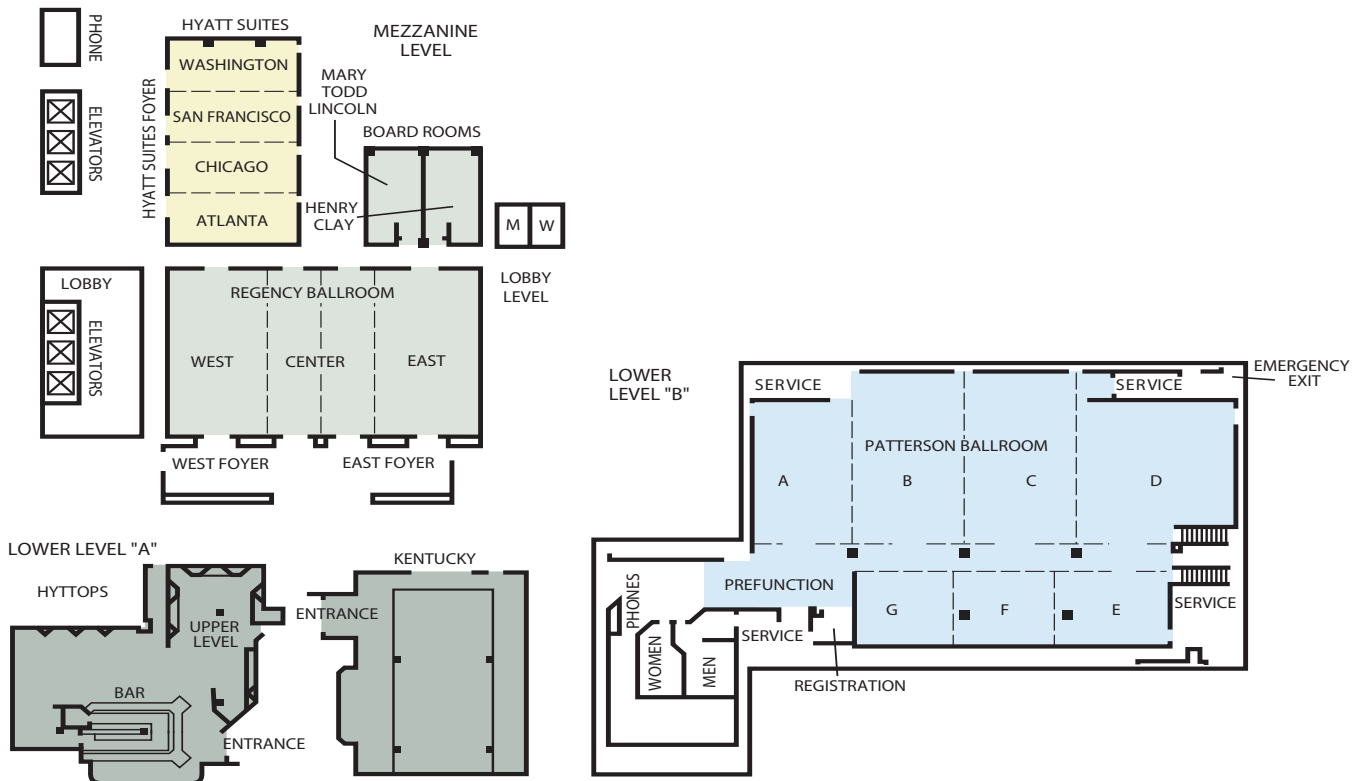 PHONE
ELEVATORS
HYATT SUITES
HYATT SUITES FOYER
WASHINGTON
SAN FRANCISCO
CHICAGO
ATLANTA
MEZZANINE
LEVEL
MARY
TODD
LINCOLN
BOARD ROOMS
HENRY
CLAY
M
W
LOBBY
ELEVATORS
REGENCY BALLROOM
WEST
CENTER
EAST
LOBBY
LEVEL
WEST FOYER
EAST FOYER
LOWER LEVEL "A"
HYTTOPS
UPPER
LEVEL
BAR
ENTRANCE
KENTUCKY
ENTRANCE
LOWER
LEVEL "B"
SERVICE
SERVICE
EMERGENCY
EXIT
PATTERSON BALLROOM
A
B
C
D
PREFUNCTION
G
F
E
SERVICE
PHONES
WOMEN
MEN
SERVICE
REGISTRATION